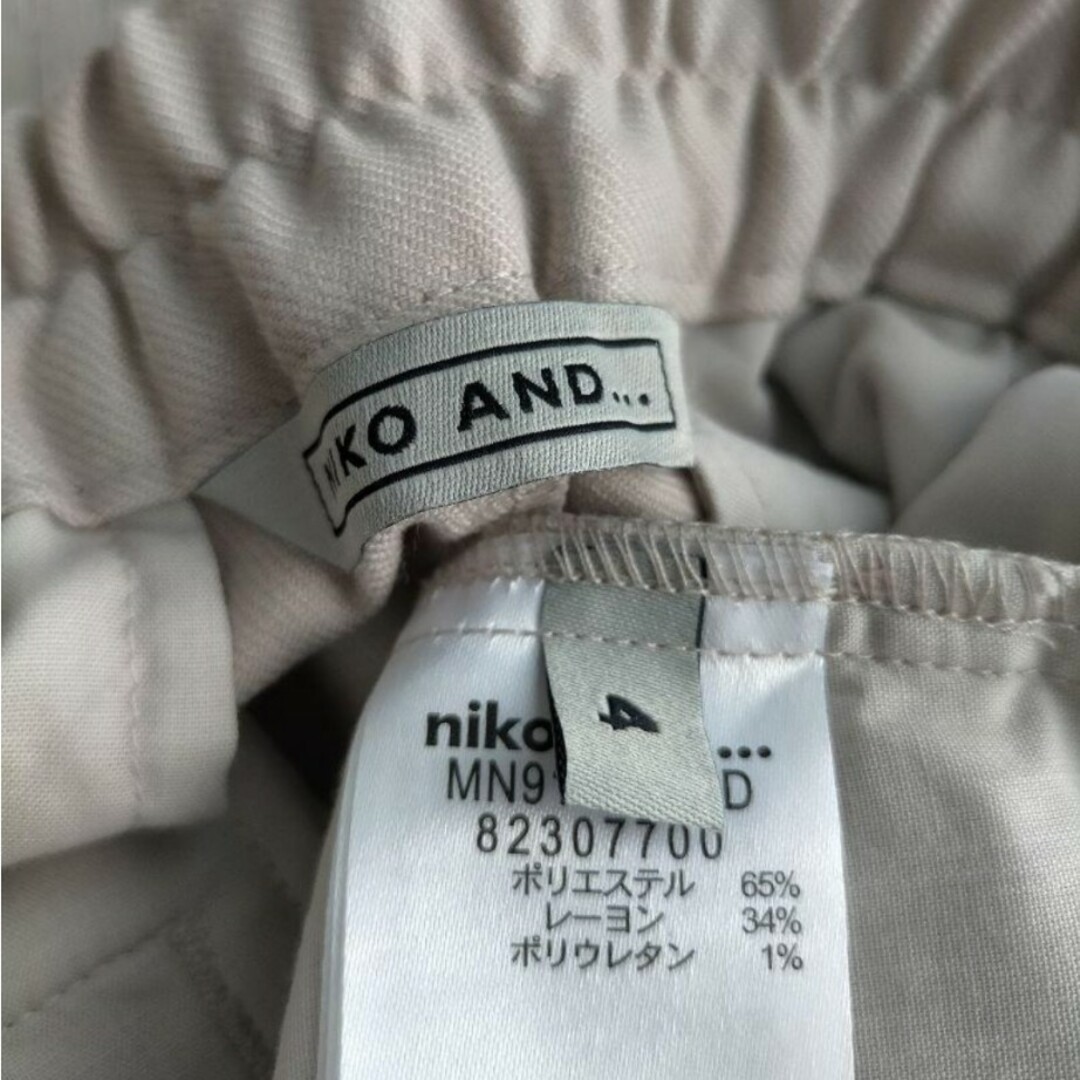 NIKO AND...
4
niko ...
82307700
ポリエステル 65%
レーヨン 34%
ポリウレタン 1%